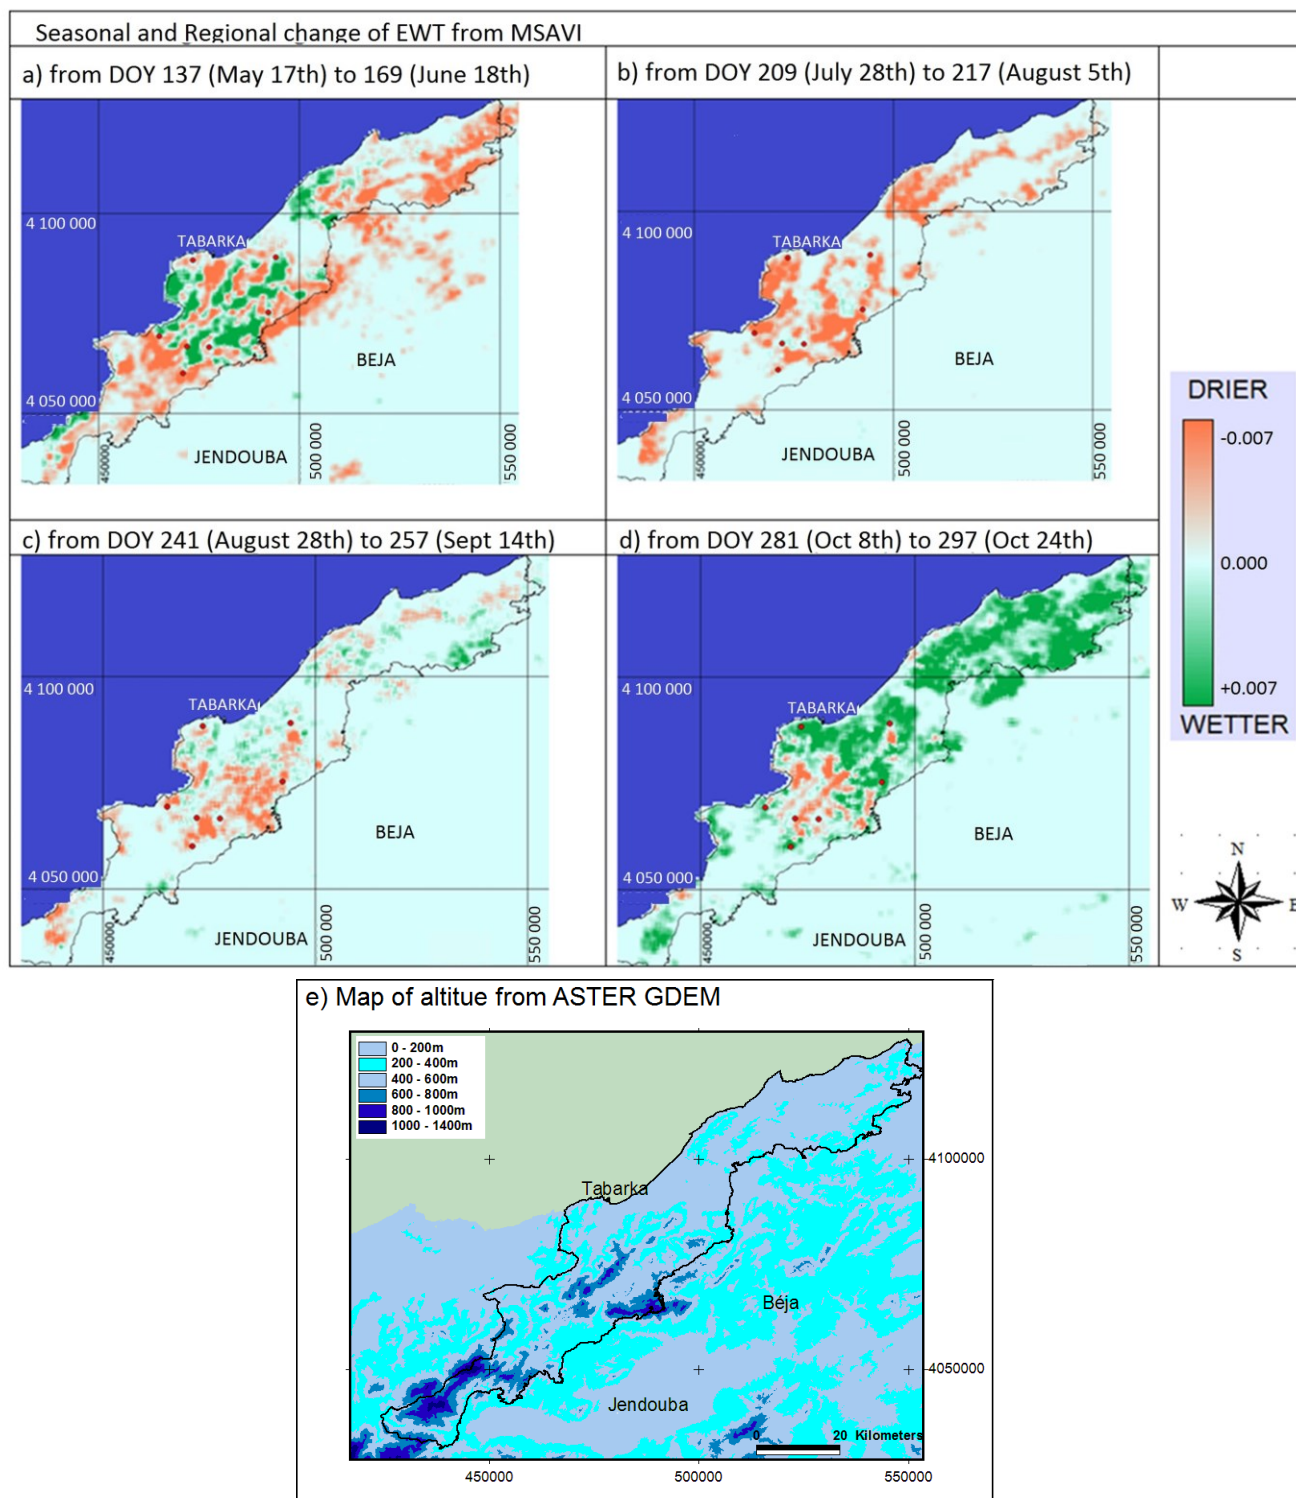 Seasonal and Regional change of EWT from MSAVI
a) from DOY 137 (May 17th) to 169 (June 18th)
b) from DOY 209 (July 28th) to 217 (August 5th)
4 100 000
TABARKA
BEJA
4 050 000
JENDOUBA
450000
500 000
550 000
4 100 000
TABARKA
BEJA
4 050 000
JENDOUBA
450000
500 000
550 000
DRIER
-0.007
0.000
+0.007
WETTER
c) from DOY 241 (August 28th) to 257 (Sept 14th)
d) from DOY 281 (Oct 8th) to 297 (Oct 24th)
4 100 000
TABARKA
BEJA
4 050 000
JENDOUBA
450000
500 000
550 000
4 100 000
TABARKA
BEJA
4 050 000
JENDOUBA
450000
500 000
550 000
N
W
E
S
e) Map of altitue from ASTER GDEM
0 - 200m
200 - 400m
400 - 600m
600 - 800m
800 - 1000m
1000 - 1400m
4100000
Tabarka
Béja
4050000
Jendouba
0 20 Kilometers
450000
500000
550000